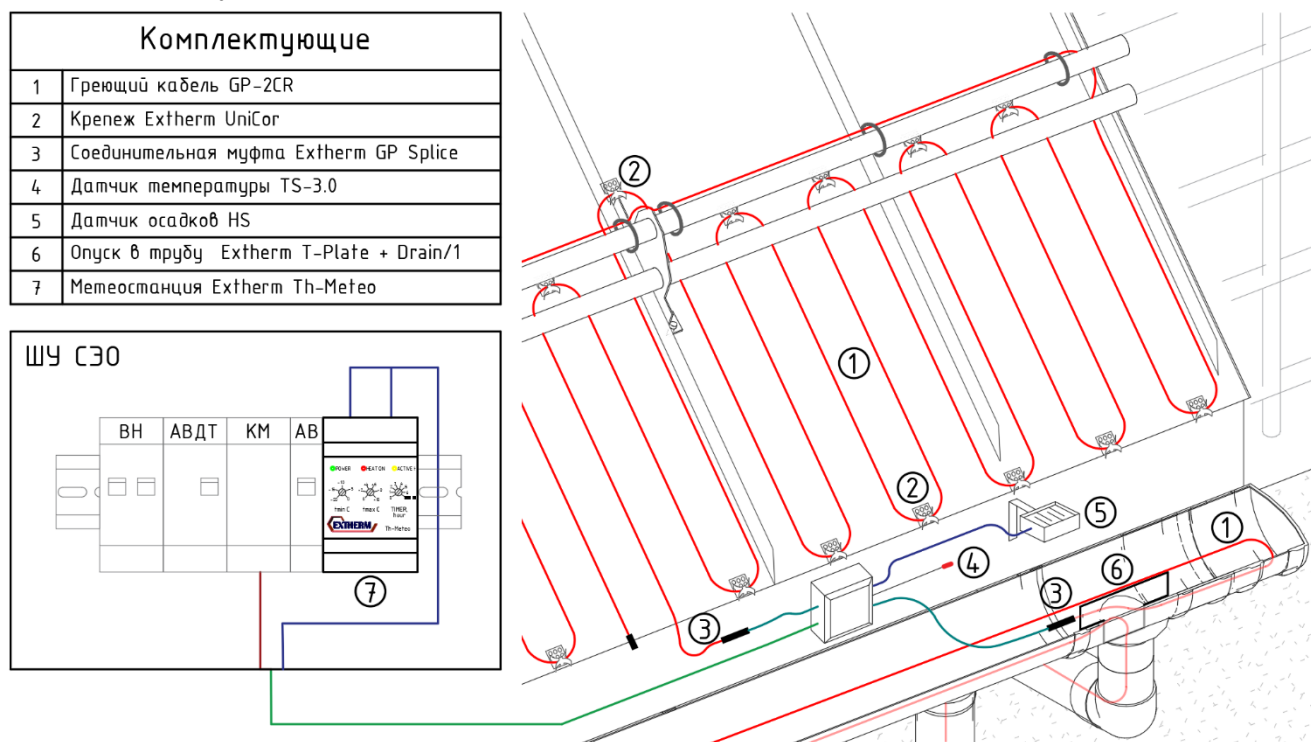 Комплектующие
1 Греющий кабель GP-2CR
2 Крепеж Extherm UniCor
3 Соединительная муфта Extherm GP Splice
4 Датчик температуры TS-3.0
5 Датчик осадков HS
6 Опуск в трубу Extherm T-Plate + Drain/1
7 Метеостанция Extherm Th-Meteo
ШУ СЭО
ВН АВДТ КМ АВ
POWER HEATON ACTIVE
tmin C tmax C TIMER,
hour
EXTHERM Th-Meteo
7
2
1
2
5
4
3
3
6
1